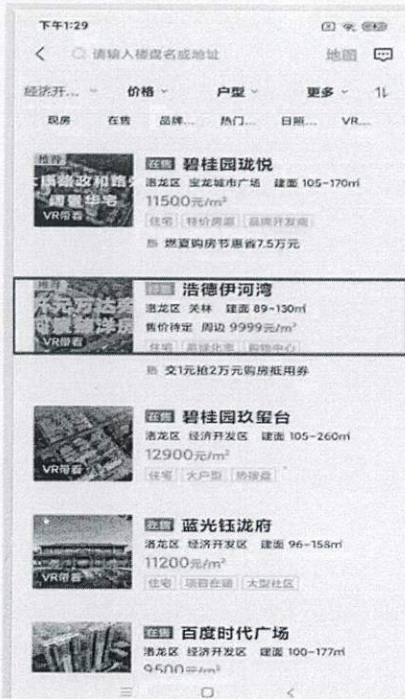 下午1:29
请输入楼盘名或地址
地图
经济开... 价格 户型 更多
现房 在售 品牌... 热门... 日照... VR...
推荐
VR带看
在售 碧桂园珑悦
洛龙区 宝龙城市广场 建面 105-170㎡
11500元/m²
住宅 特价房源 品牌开发商
燃夏购房节惠省7.5万元
推荐
VR带看
浩德伊河湾
洛龙区 关林 建面 89-130㎡
售价待定 周边 9999元/m²
住宅 购物中心
交1元抢2万元购房抵用券
VR带看
在售 碧桂园玖玺台
洛龙区 经济开发区 建面 105-260㎡
12900元/m²
住宅 大户型 热搜盘
VR带看
在售 蓝光钰泷府
洛龙区 经济开发区 建面 96-158㎡
11200元/m²
住宅 项目在建 大型社区
在售 百度时代广场
洛龙区 经济开发区 建面 100-177㎡
9500元/m²